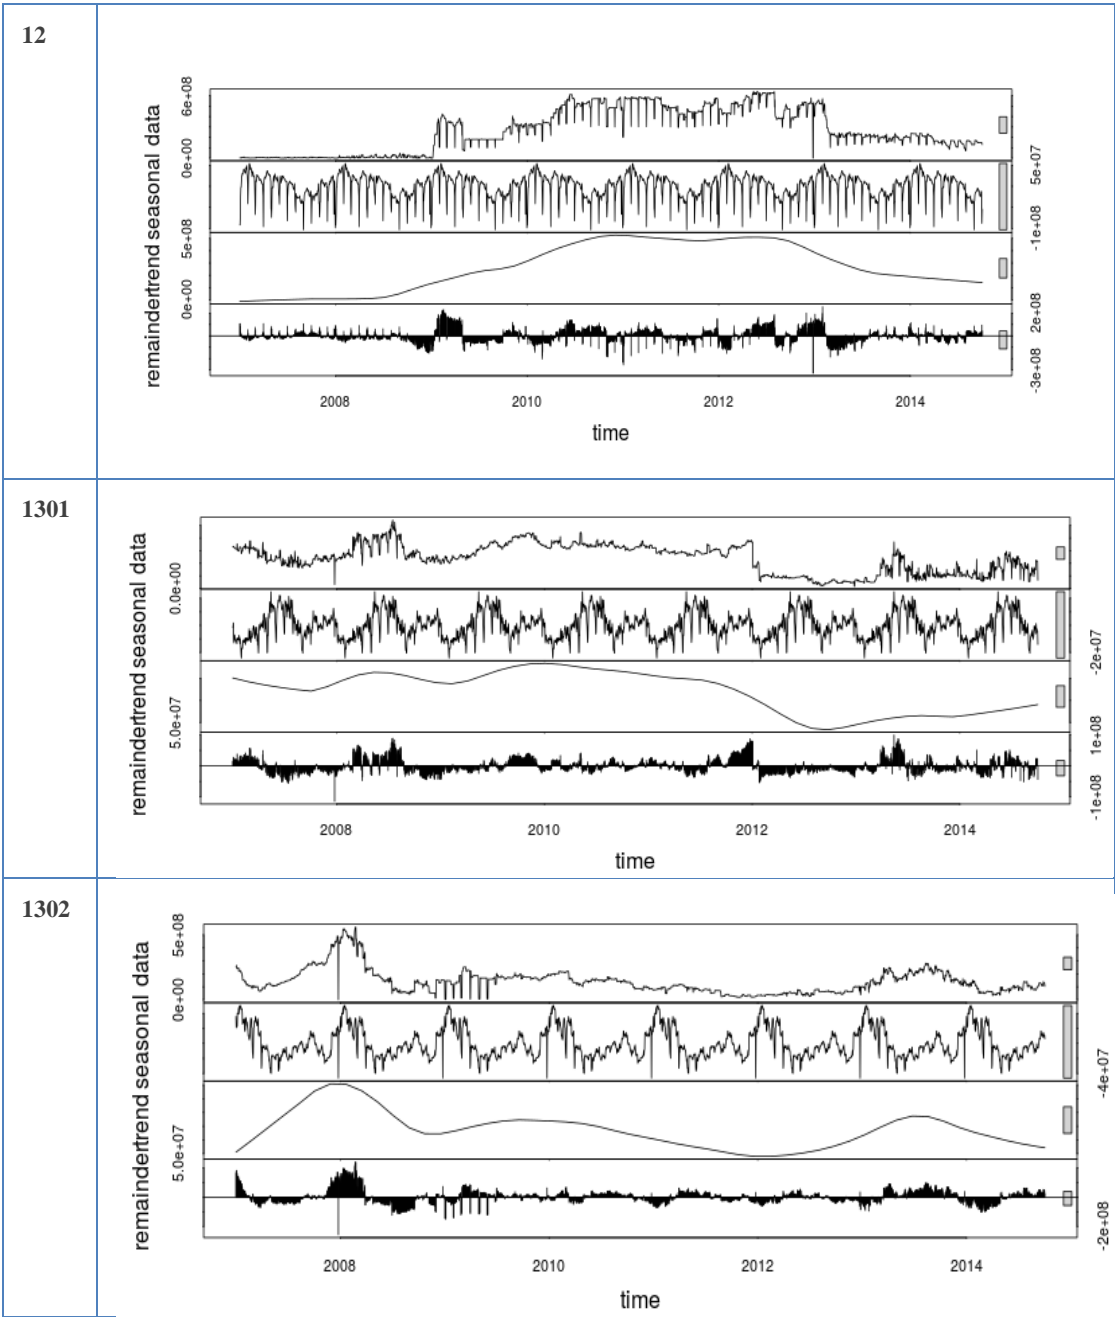 12
remaindertrend seasonal data
0e+00 6e+08
-1e+08 5e+07
0e+00 5e+08
-3e+08 2e+08
2008 2010 2012 2014
time
1301
remaindertrend seasonal data
0.0e+00
-2e+07
5.0e+07
-1e+08 1e+08
2008 2010 2012 2014
time
1302
remaindertrend seasonal data
0e+00 5e+08
-4e+07
5.0e+07
-2e+08
2008 2010 2012 2014
time